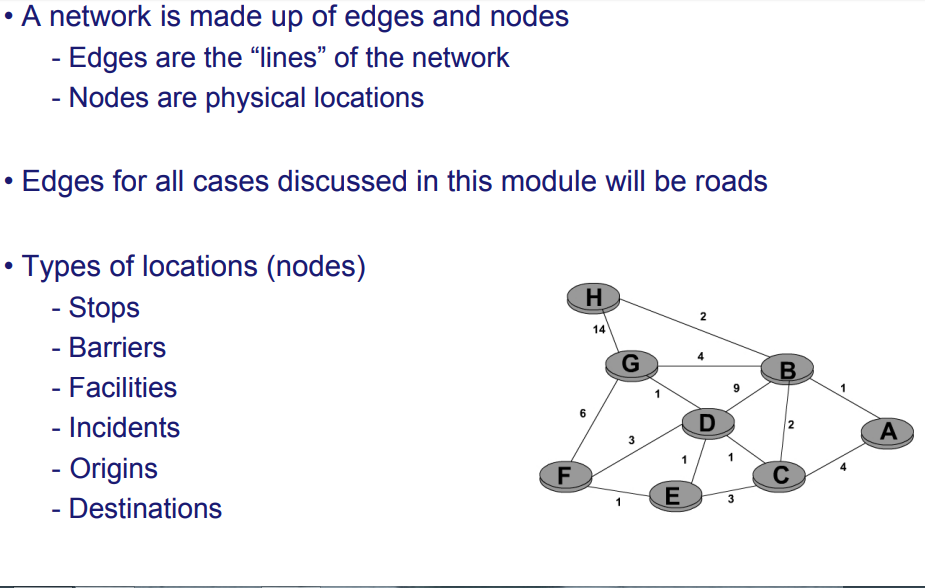 • A network is made up of edges and nodes
- Edges are the “lines” of the network
- Nodes are physical locations
• Edges for all cases discussed in this module will be roads
• Types of locations (nodes)
- Stops
- Barriers
- Facilities
- Incidents
- Origins
- Destinations
H
2
14
G
4
B
1
9
1
6
D
2
A
3
1
1
4
F
E
3
C
1